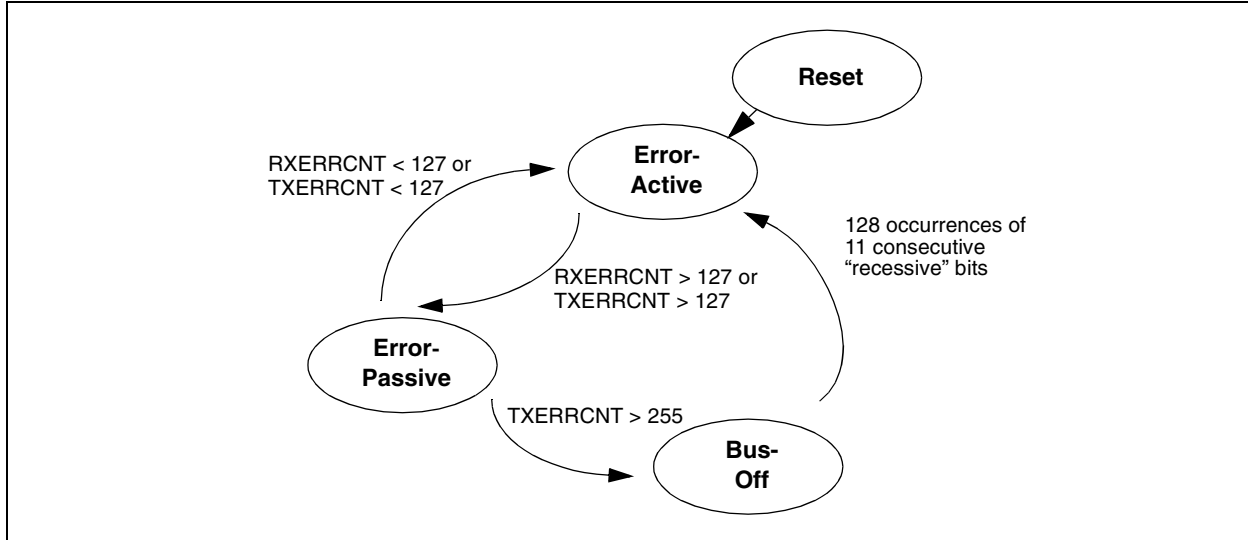 Reset
Error-
Active
RXERRCNT < 127 or
TXERRCNT < 127
128 occurrences of
11 consecutive
“recessive” bits
RXERRCNT > 127 or
TXERRCNT > 127
Error-
Passive
TXERRCNT > 255
Bus-
Off